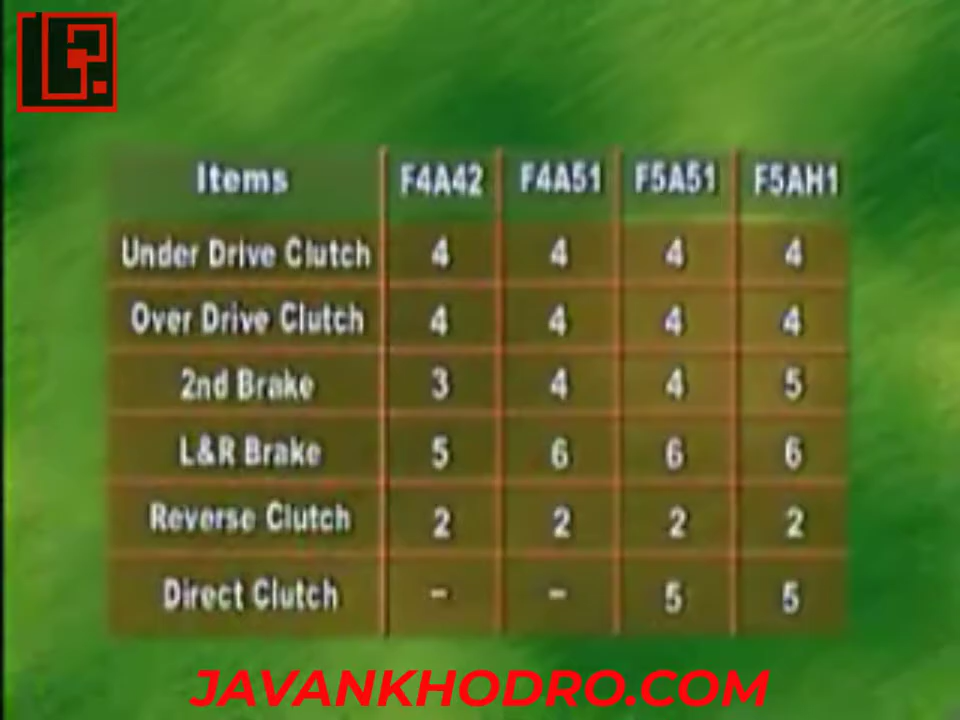 Items F4A42 F4A51 F5A51 F5AH1
Under Drive Clutch 4 4 4 4
Over Drive Clutch 4 4 4 4
2nd Brake 3 4 4 5
L&R Brake 5 6 6 6
Reverse Clutch 2 2 2 2
Direct Clutch - - 5 5
JAVANKHODRO.COM